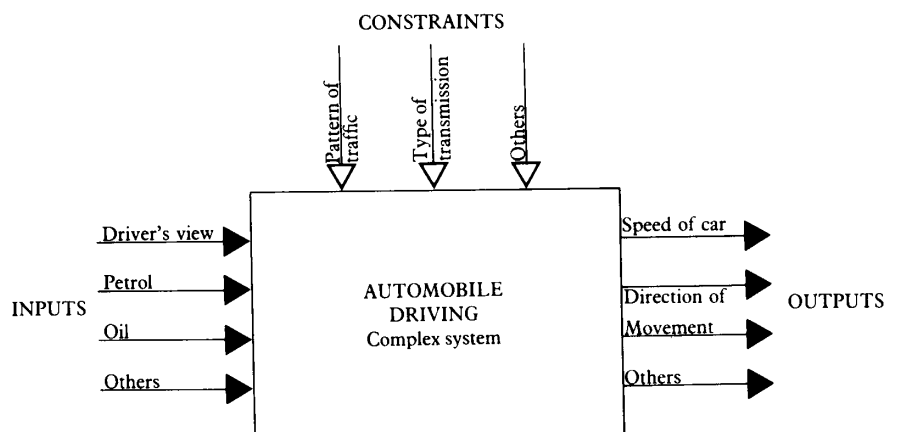 CONSTRAINTS
Pattern of
traffic
Type of
transmission
Others
INPUTS
Driver's view
Petrol
Oil
Others
AUTOMOBILE
DRIVING
Complex system
Speed of car
Direction of
Movement
Others
OUTPUTS